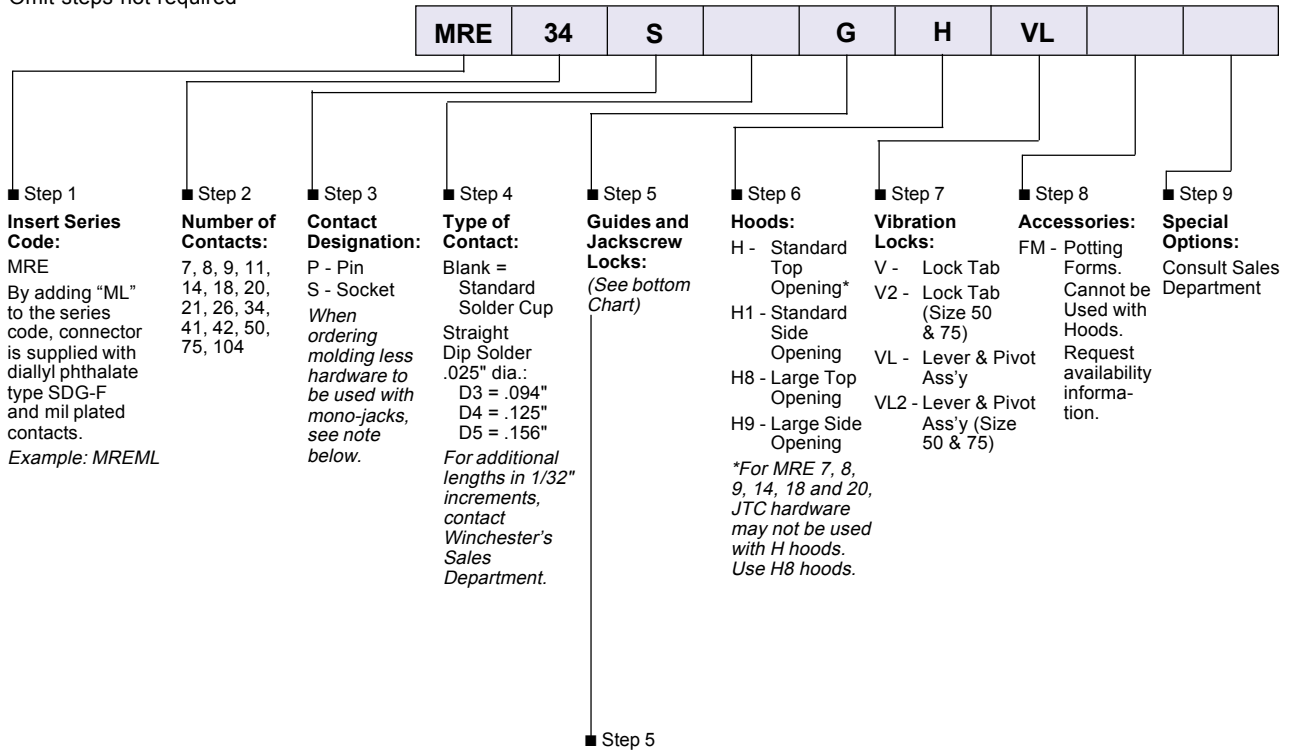 Omit steps not required
MRE 34 S G H VL
■ Step 1
Insert Series
Code:
MRE
By adding “ML”
to the series
code, connector
is supplied with
diallyl phthalate
type SDG-F
and mil plated
contacts.
Example: MREML
■ Step 2
Number of
Contacts:
7, 8, 9, 11,
14, 18, 20,
21, 26, 34,
41, 42, 50,
75, 104
■ Step 3
Contact
Designation:
P - Pin
S - Socket
When
ordering
molding less
hardware to
be used with
mono-jacks,
see note
below.
■ Step 4
Type of
Contact:
Blank =
Standard
Solder Cup
Straight
Dip Solder
.025" dia.:
D3 = .094"
D4 = .125"
D5 = .156"
For additional
lengths in 1/32"
increments,
contact
Winchester’s
Sales
Department.
■ Step 5
Guides and
Jackscrew
Locks:
(See bottom
Chart)
■ Step 6
Hoods:
H - Standard
Top
Opening*
H1 - Standard
Side
Opening
H8 - Large Top
Opening
H9 - Large Side
Opening
*For MRE 7, 8,
9, 14, 18 and 20,
JTC hardware
may not be used
with H hoods.
Use H8 hoods.
■ Step 7
Vibration
Locks:
V - Lock Tab
V2 - Lock Tab
(Size 50
& 75)
VL - Lever & Pivot
Ass’y
VL2 - Lever & Pivot
Ass’y (Size
50 & 75)
■ Step 8
Accessories:
FM - Potting
Forms.
Cannot be
Used with
Hoods.
Request
availability
informa-
tion.
■ Step 9
Special
Options:
Consult Sales
Department
■ Step 5